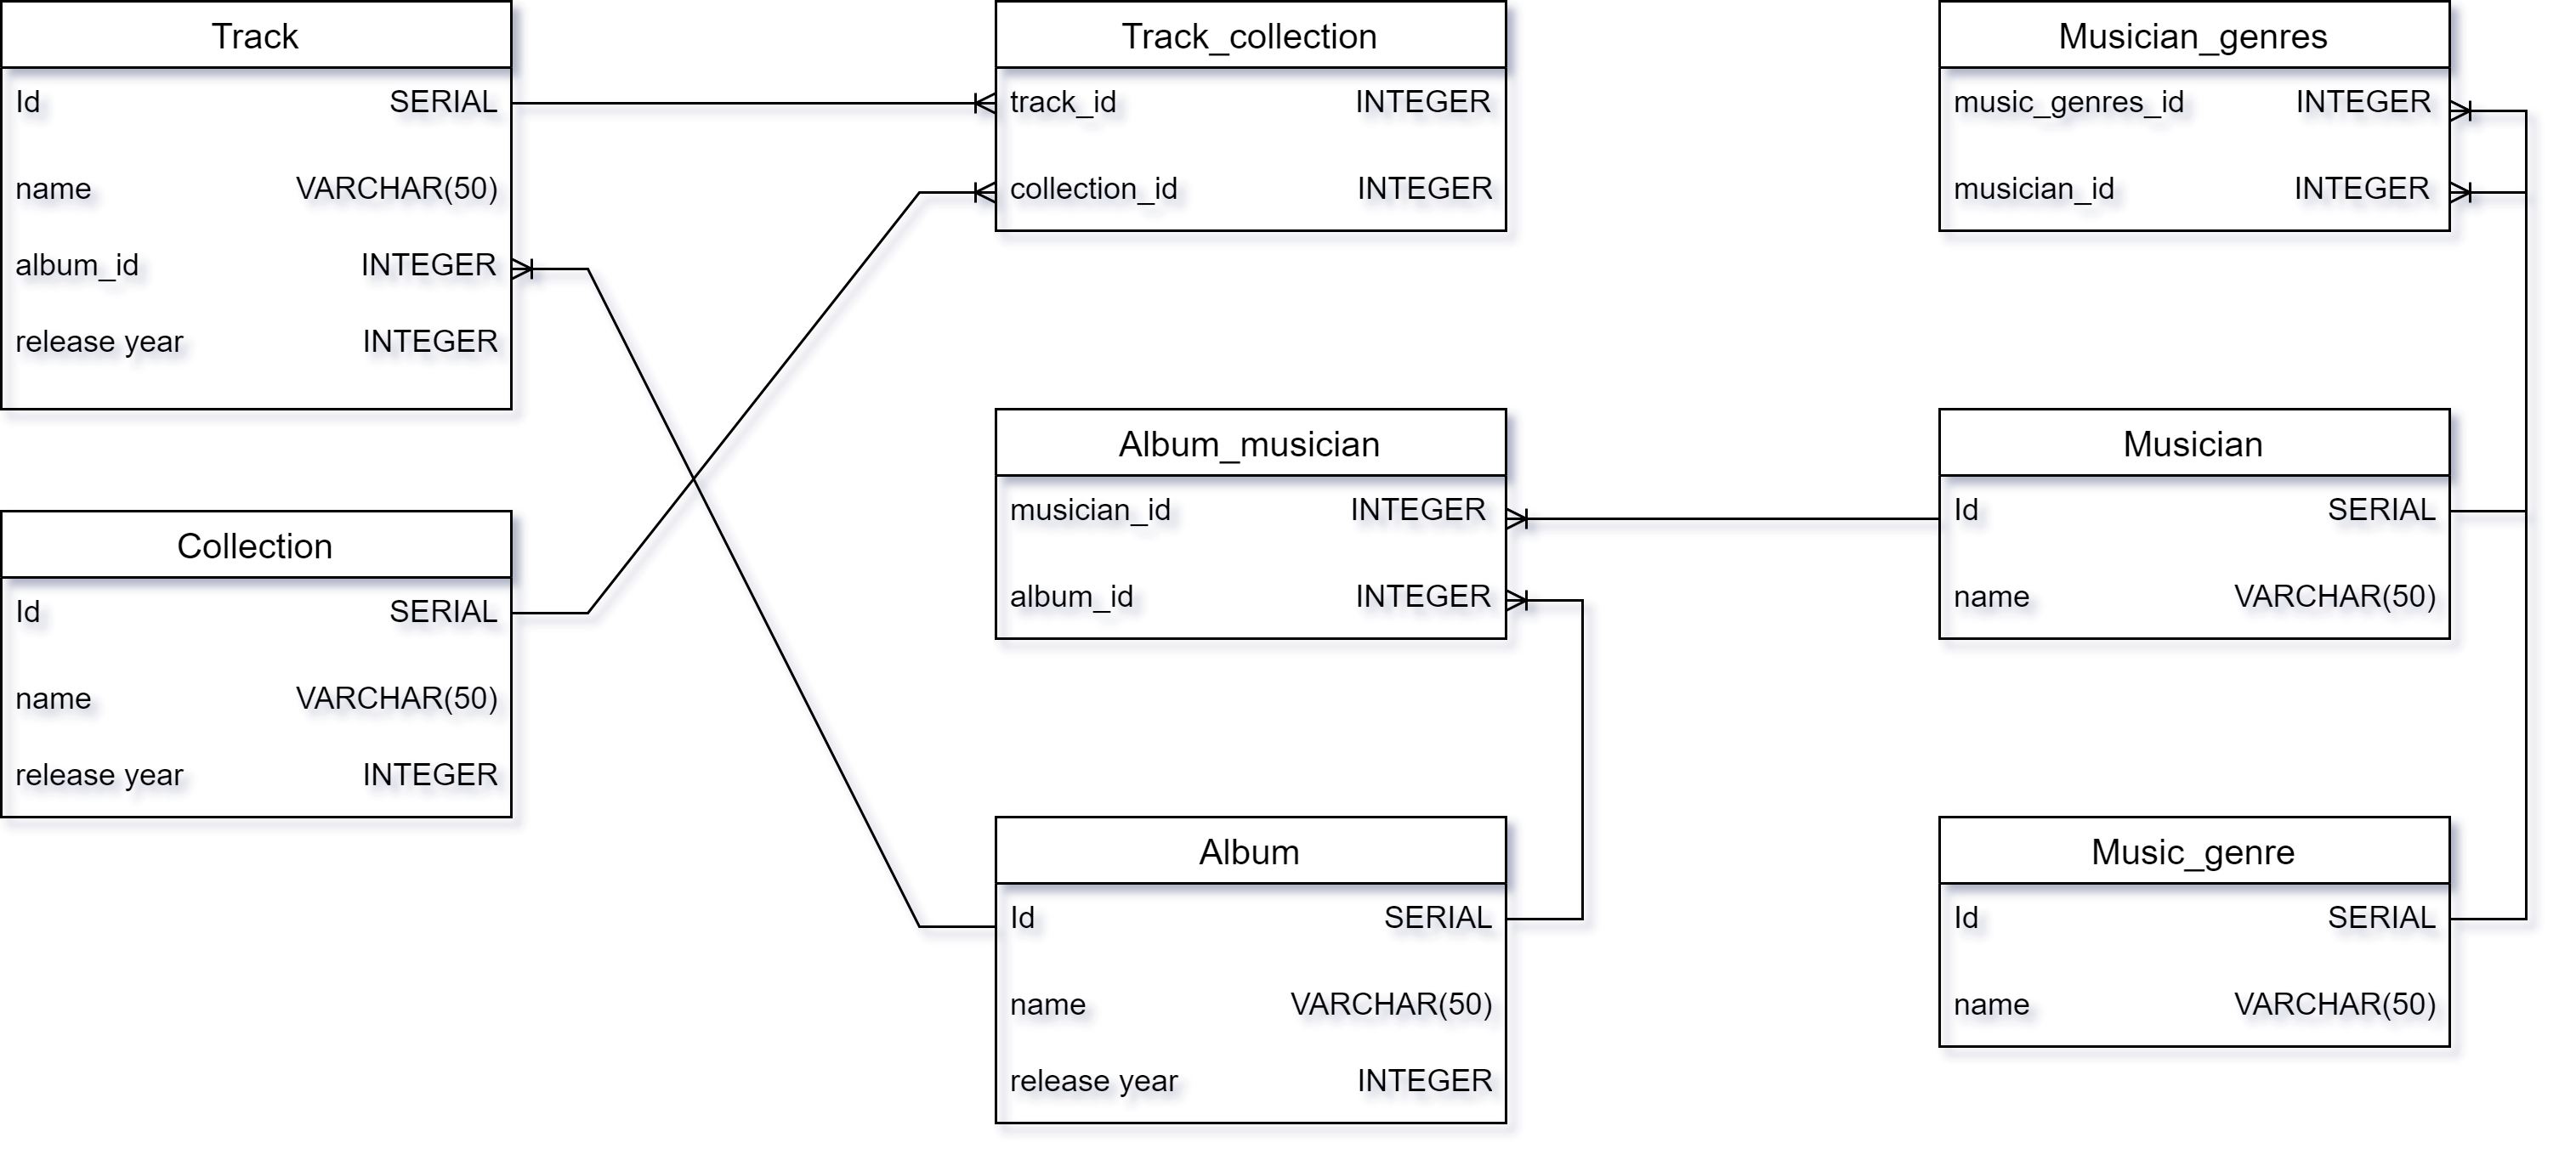 Track
Id SERIAL
name VARCHAR(50)
album_id INTEGER
release year INTEGER
Collection
Id SERIAL
name VARCHAR(50)
release year INTEGER
Track_collection
track_id INTEGER
collection_id INTEGER
Album_musician
musician_id INTEGER
album_id INTEGER
Album
Id SERIAL
name VARCHAR(50)
release year INTEGER
Musician_genres
music_genres_id INTEGER
musician_id INTEGER
Musician
Id SERIAL
name VARCHAR(50)
Music_genre
Id SERIAL
name VARCHAR(50)